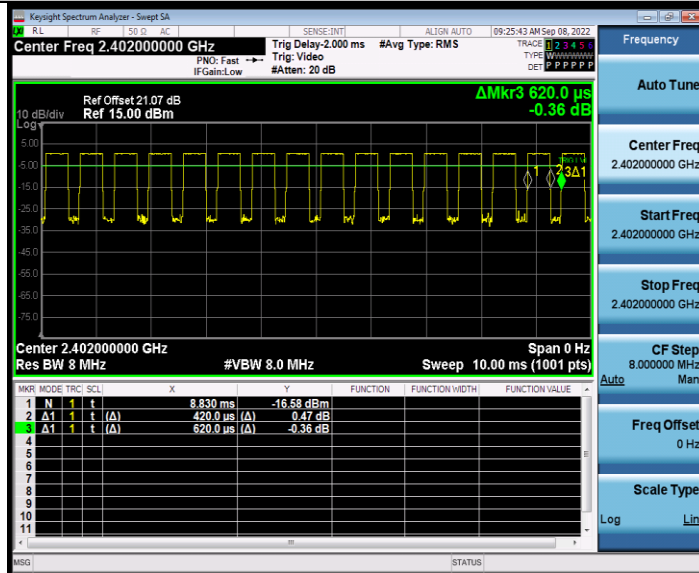 Keysight Spectrum Analyzer - Swept SA
RL RF 50 Ω AC SENSE:INT ALIGN AUTO 09:25:43 AM Sep 08, 2022
Center Freq 2.402000000 GHz
PNO: Fast
IFGain:Low
Trig Delay-2.000 ms
Trig: Video
#Atten: 20 dB
#Avg Type: RMS
TRACE 1 2 3 4 5 6
TYPE
DET P P P P P P
Ref Offset 21.07 dB
10 dB/div Ref 15.00 dBm
Log
ΔMkr3 620.0 µs
-0.36 dB
5.00
-5.00
-15.0
-25.0
-35.0
-45.0
-55.0
-65.0
-75.0
1 2 3Δ1
Center 2.402000000 GHz Span 0 Hz
Res BW 8 MHz #VBW 8.0 MHz Sweep 10.00 ms (1001 pts)
MKR MODE TRC SCL X Y FUNCTION FUNCTION WIDTH FUNCTION VALUE
1 N 1 t 8.830 ms -16.58 dBm
2 Δ1 1 t (Δ) 420.0 µs (Δ) 0.47 dB
3 Δ1 1 t (Δ) 620.0 µs (Δ) -0.36 dB
4
5
6
7
8
9
10
11
MSG STATUS
Frequency
Auto Tune
Center Freq
2.402000000 GHz
Start Freq
2.402000000 GHz
Stop Freq
2.402000000 GHz
CF Step
8.000000 MHz
Auto Man
Freq Offset
0 Hz
Scale Type
Log Lin